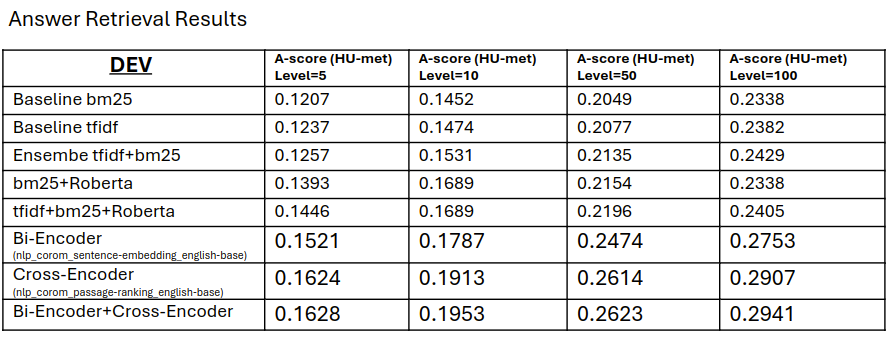 Answer Retrieval Results
DEV A-score (HU-met) Level=5 A-score (HU-met) Level=10 A-score (HU-met) Level=50 A-score (HU-met) Level=100
Baseline bm25 0.1207 0.1452 0.2049 0.2338
Baseline tfidf 0.1237 0.1474 0.2077 0.2382
Ensembe tfidf+bm25 0.1257 0.1531 0.2135 0.2429
bm25+Roberta 0.1393 0.1689 0.2154 0.2338
tfidf+bm25+Roberta 0.1446 0.1689 0.2196 0.2405
Bi-Encoder 0.1521 0.1787 0.2474 0.2753
(nlp_corom_sentence-embedding_english-base)
Cross-Encoder 0.1624 0.1913 0.2614 0.2907
(nlp_corom_passage-ranking_english-base)
Bi-Encoder+Cross-Encoder 0.1628 0.1953 0.2623 0.2941